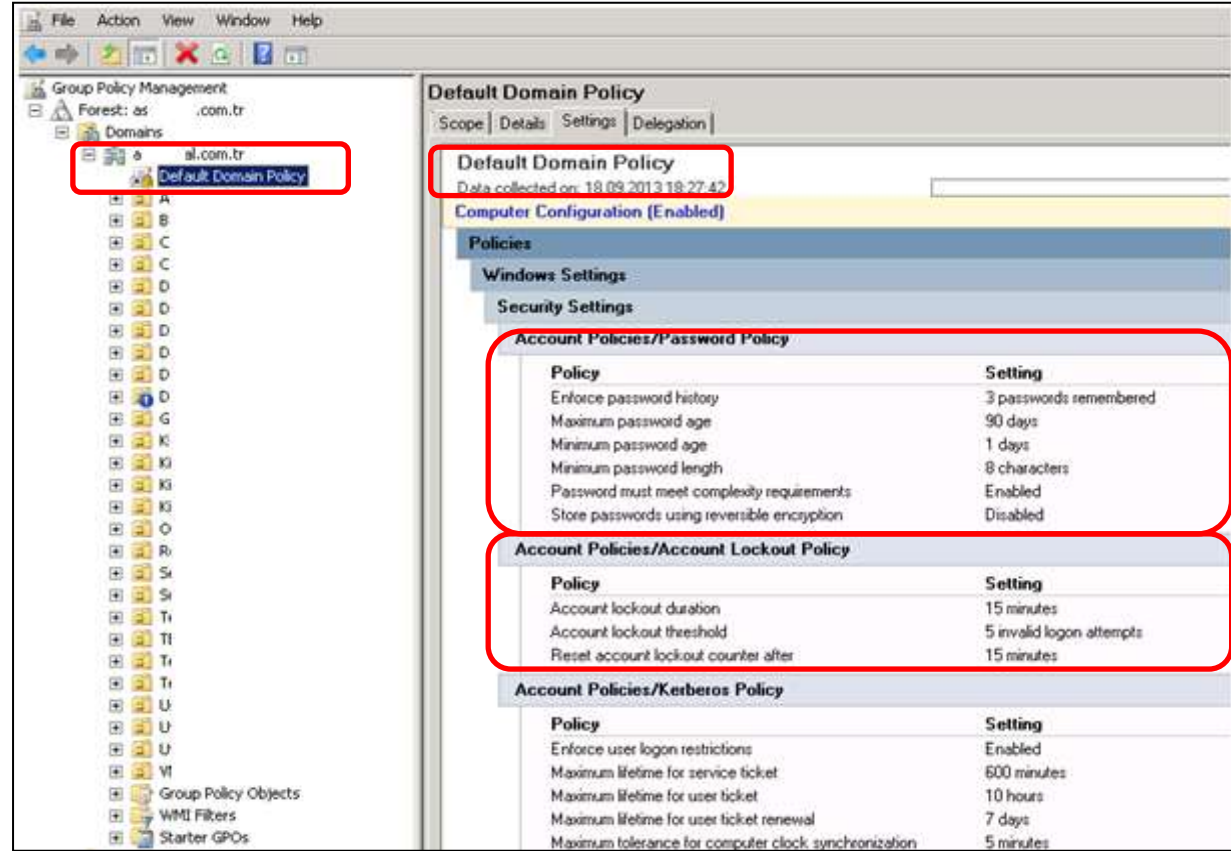 File Action View Window Help
Group Policy Management
Forest: as .com.tr
Domains
a al.com.tr
Default Domain Policy
A
B
C
C
D
D
D
D
D
D
G
K
Ki
Ki
Ki
O
R
Se
Se
Te
TE
Te
Te
U
U
U
VI
Group Policy Objects
WMI Filters
Starter GPOs
Default Domain Policy
Scope Details Settings Delegation
Default Domain Policy
Data collected on: 18.09.2013 18:27:42
Computer Configuration (Enabled)
Policies
Windows Settings
Security Settings
Account Policies/Password Policy
Policy Setting
Enforce password history 3 passwords remembered
Maximum password age 90 days
Minimum password age 1 days
Minimum password length 8 characters
Password must meet complexity requirements Enabled
Store passwords using reversible encryption Disabled
Account Policies/Account Lockout Policy
Policy Setting
Account lockout duration 15 minutes
Account lockout threshold 5 invalid logon attempts
Reset account lockout counter after 15 minutes
Account Policies/Kerberos Policy
Policy Setting
Enforce user logon restrictions Enabled
Maximum lifetime for service ticket 600 minutes
Maximum lifetime for user ticket 10 hours
Maximum lifetime for user ticket renewal 7 days
Maximum tolerance for computer clock synchronization 5 minutes